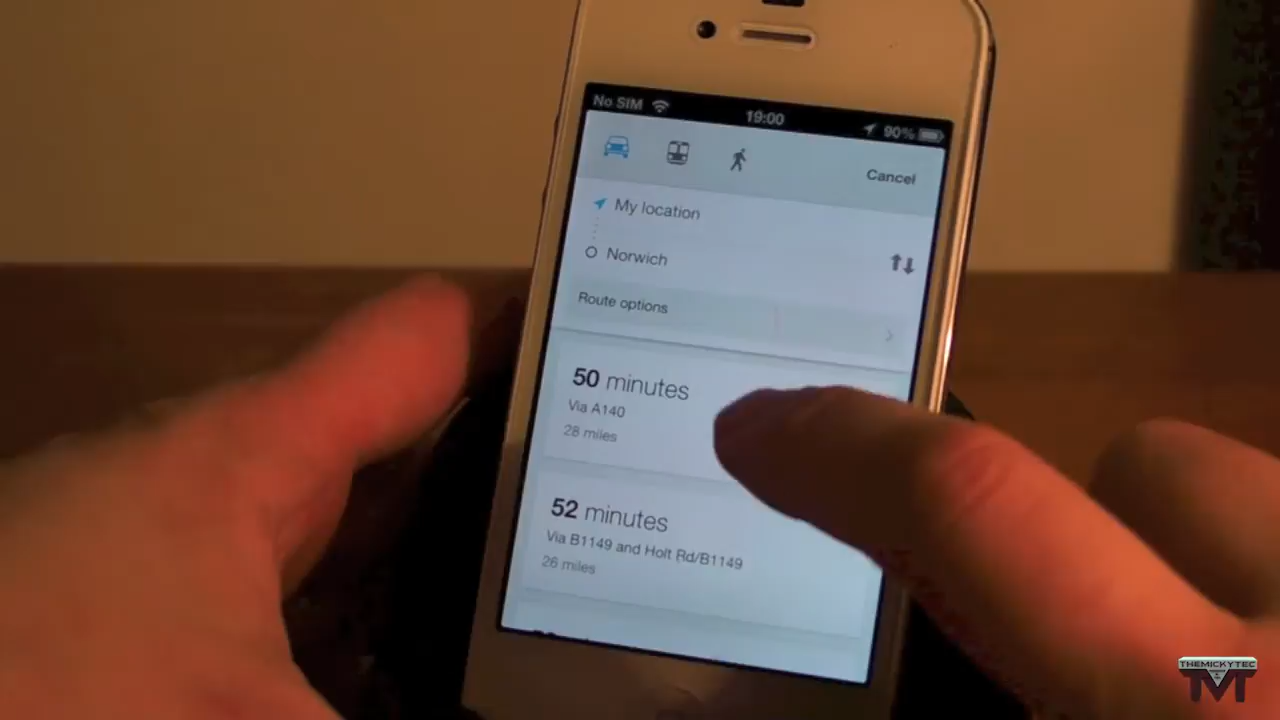 No SIM 19:00 90%
Cancel
My location
Norwich
Route options
50 minutes
Via A140
28 miles
52 minutes
Via B1149 and Holt Rd/B1149
26 miles
THEMICKYTEC
TMT